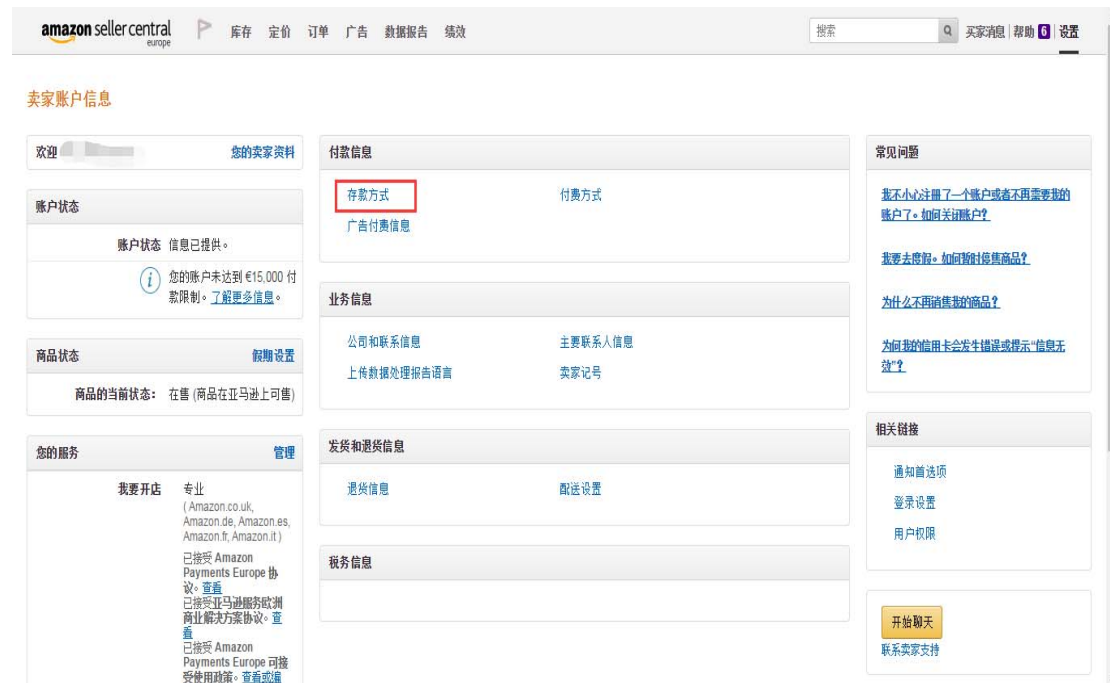 amazon seller central
europe
库存 定价 订单 广告 数据报告 绩效
搜索
买家消息 | 帮助 6 | 设置
卖家账户信息
欢迎
您的卖家资料
账户状态
账户状态 信息已提供。
您的账户未达到 €15,000 付
款限制。了解更多信息。
商品状态 假期设置
商品的当前状态: 在售 (商品在亚马逊上可售)
您的服务 管理
我要开店 专业
( Amazon.co.uk,
Amazon.de, Amazon.es,
Amazon.fr, Amazon.it )
已接受 Amazon
Payments Europe 协
议。查看
已接受亚马逊服务欧洲
商业解决方案协议。查
看
已接受 Amazon
Payments Europe 可接
受使用政策。查看或编
付款信息
存款方式 付费方式
广告付费信息
业务信息
公司和联系信息 主要联系人信息
上传数据处理报告语言 卖家记号
发货和退货信息
退货信息 配送设置
税务信息
常见问题
我不小心注册了一个账户或者不再需要我的
账户了。如何关闭账户?
我要去度假。如何暂时停售商品?
为什么不再销售我的商品?
为何我的信用卡会发生错误或提示“信息无
效”?
相关链接
通知首选项
登录设置
用户权限
开始聊天
联系卖家支持